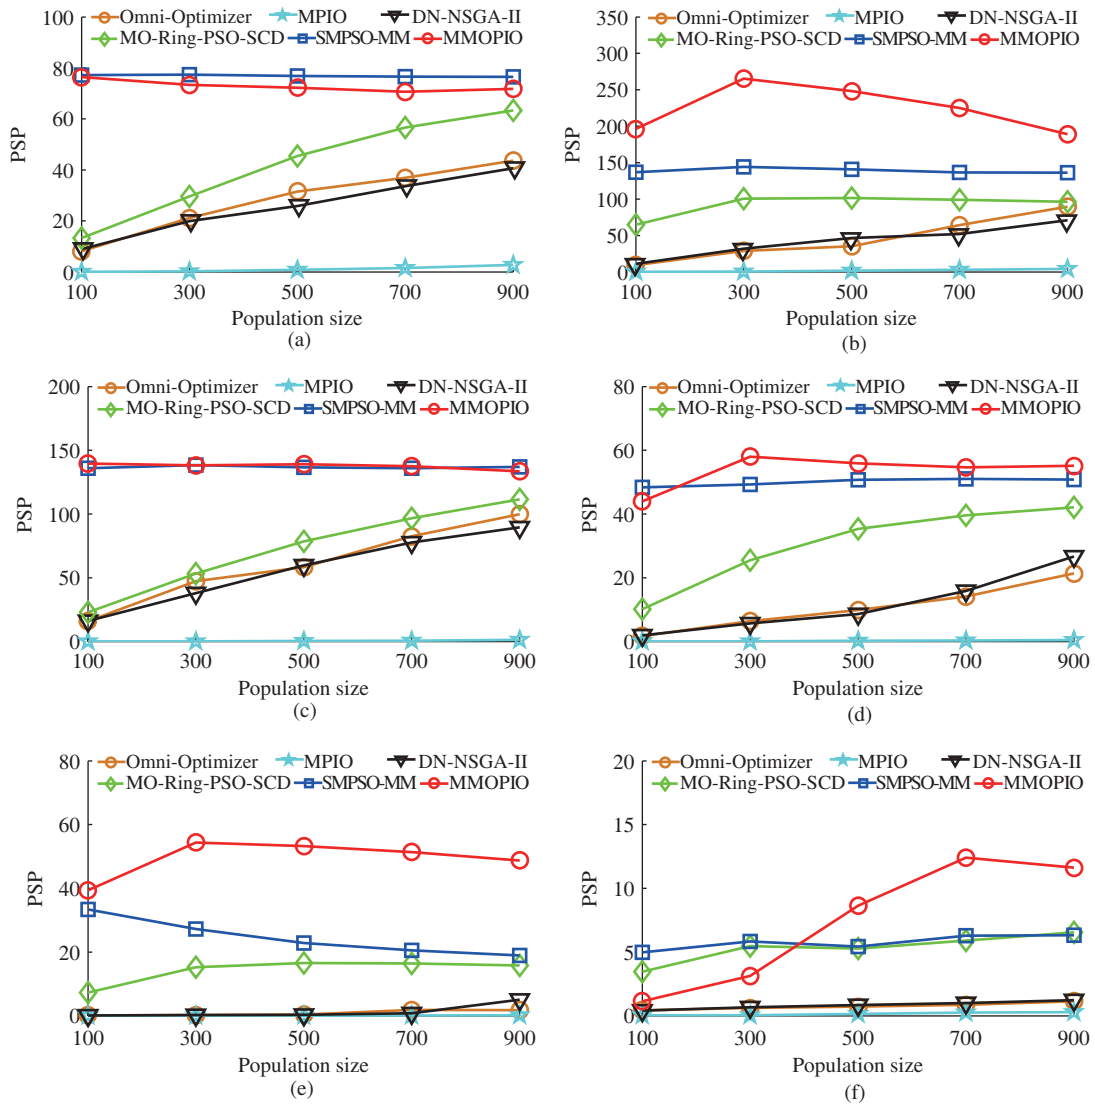 Omni-Optimizer MPIO DN-NSGA-II
MO-Ring-PSO-SCD SMPSO-MM MMOPIO
100
80
60
40
20
0
PSP
100 300 500 700 900
Population size
(a)
Omni-Optimizer MPIO DN-NSGA-II
MO-Ring-PSO-SCD SMPSO-MM MMOPIO
350
300
250
200
150
100
50
0
PSP
100 300 500 700 900
Population size
(b)
Omni-Optimizer MPIO DN-NSGA-II
MO-Ring-PSO-SCD SMPSO-MM MMOPIO
200
150
100
50
0
PSP
100 300 500 700 900
Population size
(c)
Omni-Optimizer MPIO DN-NSGA-II
MO-Ring-PSO-SCD SMPSO-MM MMOPIO
80
60
40
20
0
PSP
100 300 500 700 900
Population size
(d)
Omni-Optimizer MPIO DN-NSGA-II
MO-Ring-PSO-SCD SMPSO-MM MMOPIO
80
60
40
20
0
PSP
100 300 500 700 900
Population size
(e)
Omni-Optimizer MPIO DN-NSGA-II
MO-Ring-PSO-SCD SMPSO-MM MMOPIO
20
15
10
5
0
PSP
100 300 500 700 900
Population size
(f)